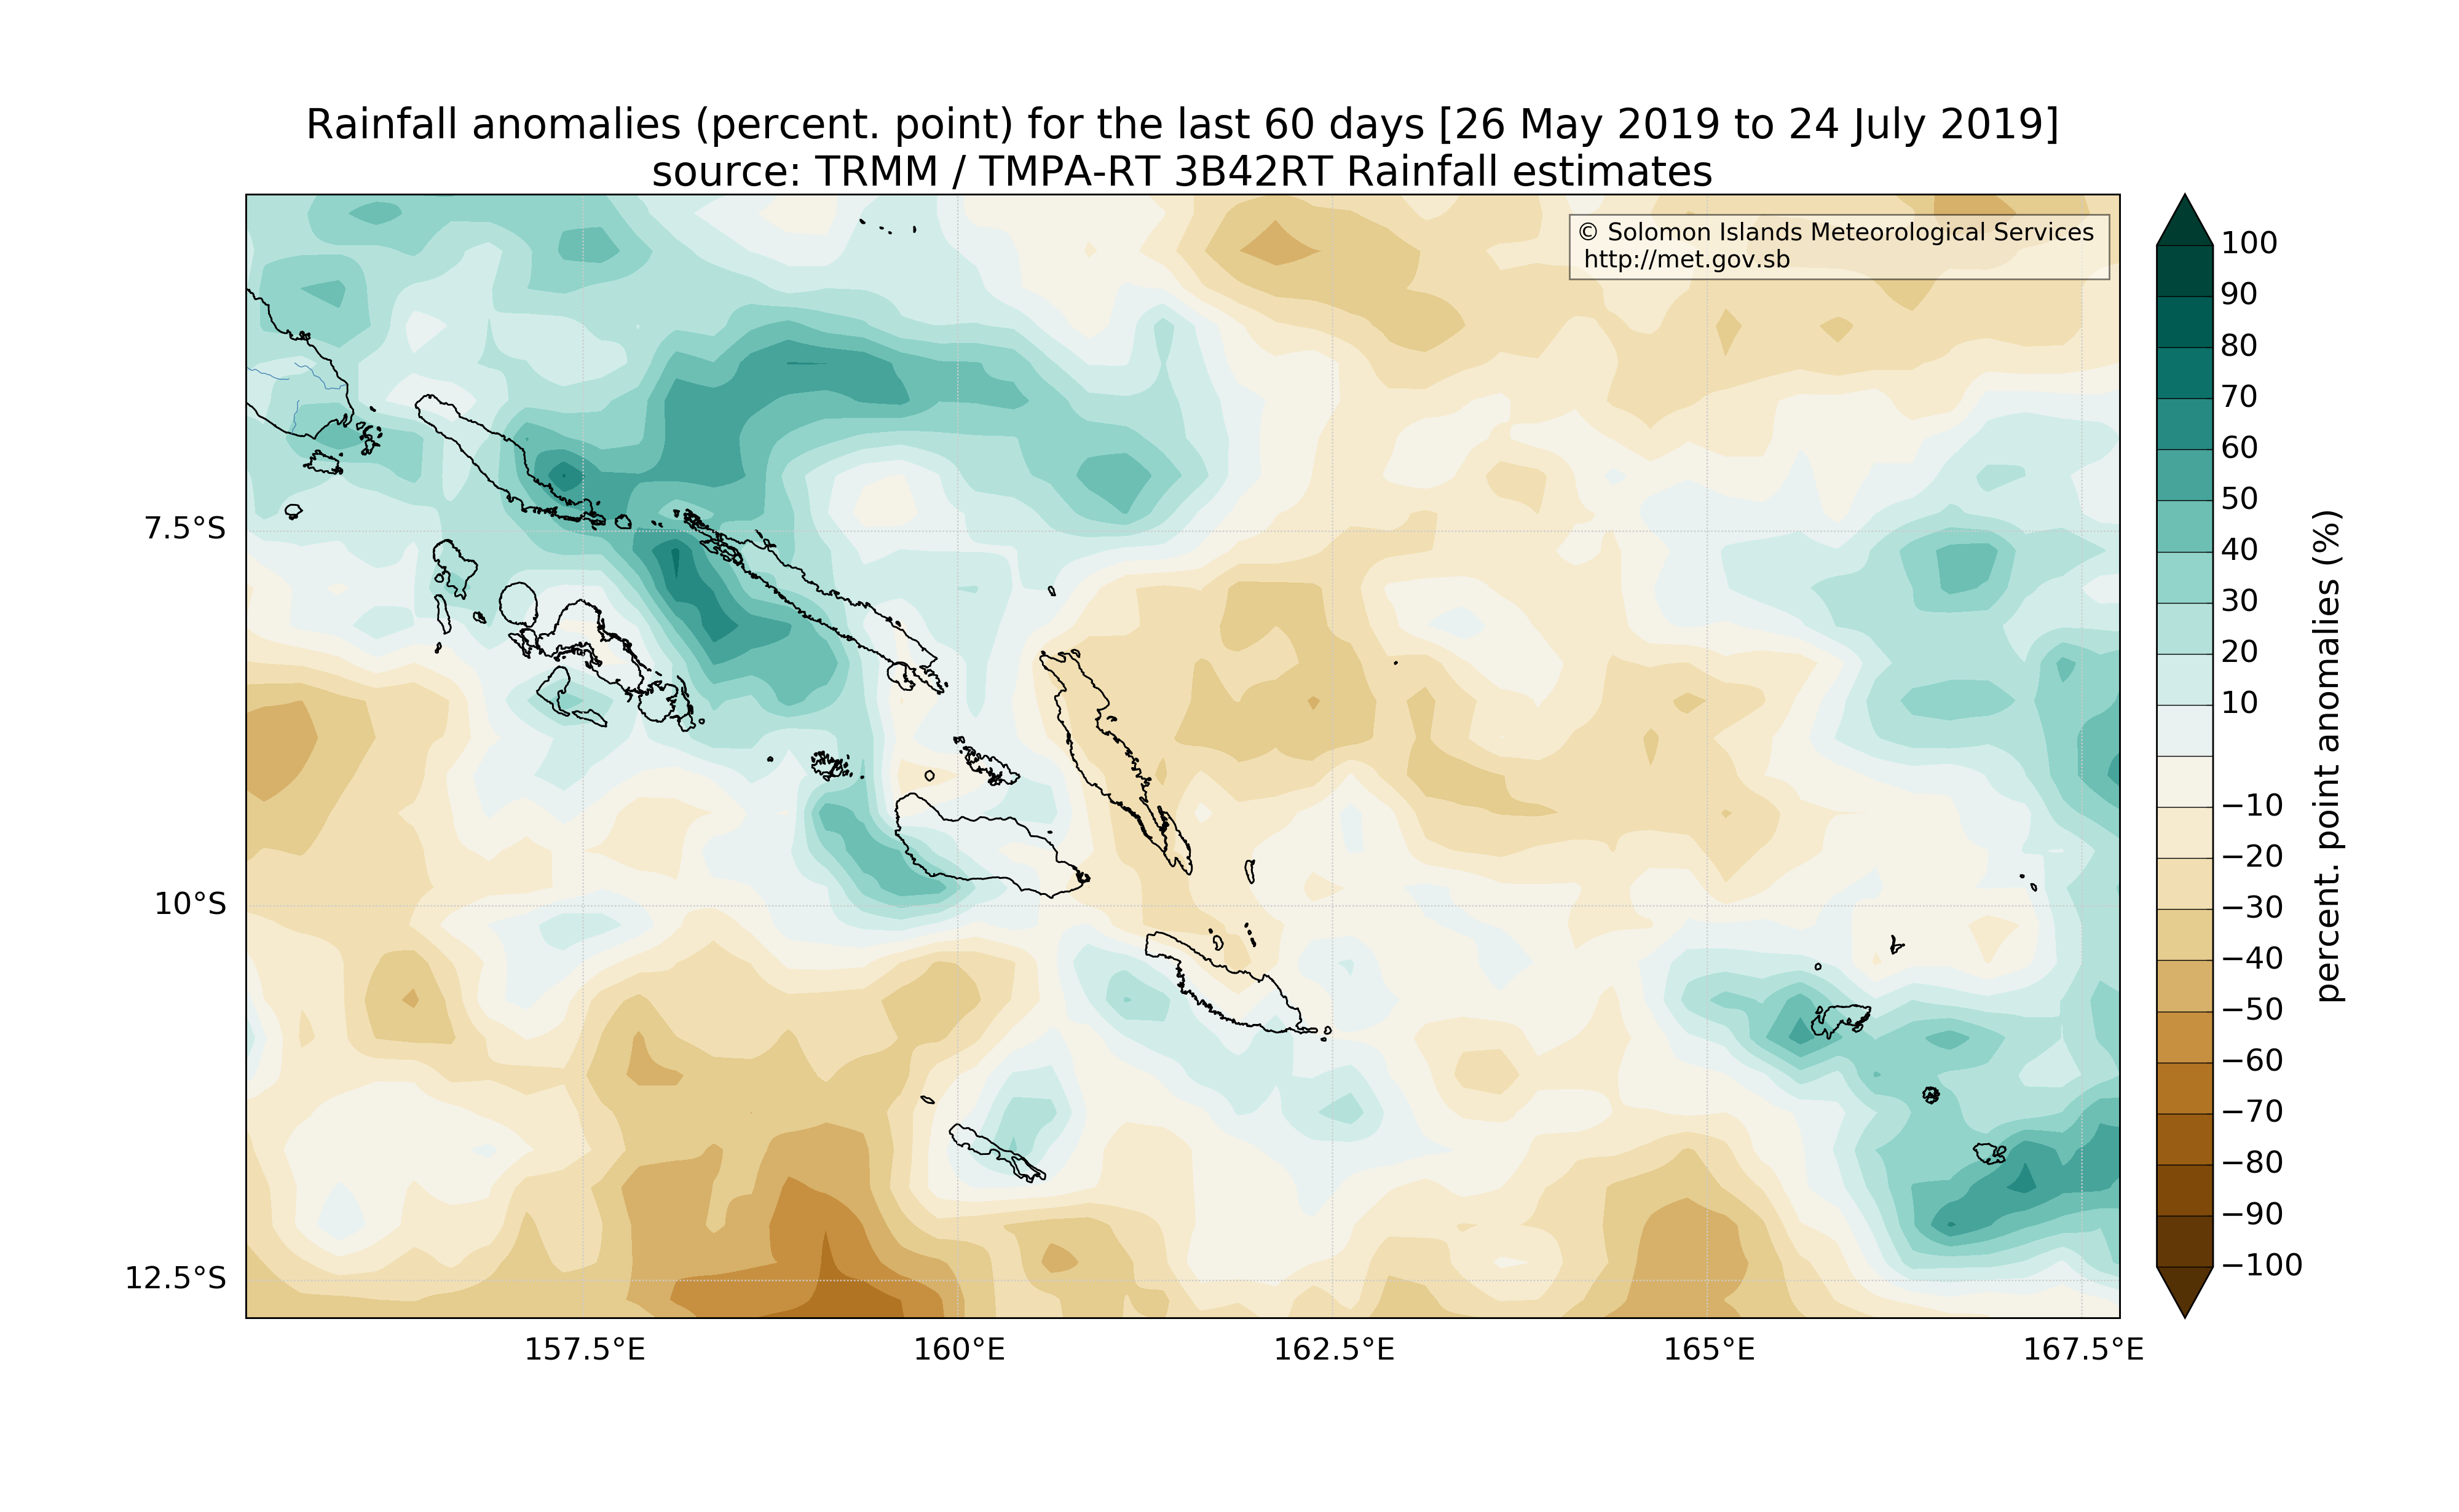 Rainfall anomalies (percent. point) for the last 60 days [26 May 2019 to 24 July 2019]
source: TRMM / TMPA-RT 3B42RT Rainfall estimates
© Solomon Islands Meteorological Services
http://met.gov.sb
7.5°S
10°S
12.5°S
157.5°E
160°E
162.5°E
165°E
167.5°E
100
90
80
70
60
50
40
30
20
10
−10
−20
−30
−40
−50
−60
−70
−80
−90
−100
percent. point anomalies (%)